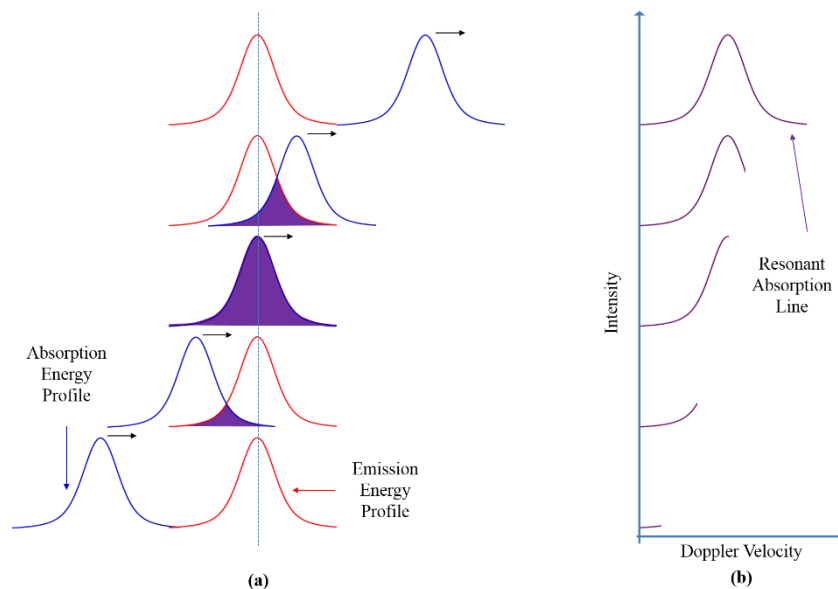 Absorption
Energy
Profile
Emission
Energy
Profile
(a)
Intensity
Resonant
Absorption
Line
Doppler Velocity
(b)